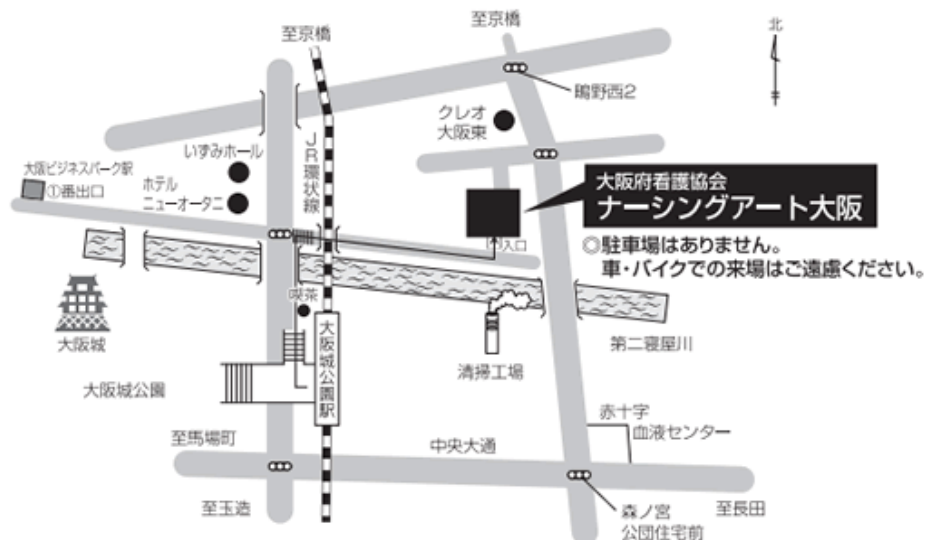 至京橋
至京橋
北
鴫野西2
クレオ
大阪東
いずみホール
JR環状線
大阪ビジネスパーク駅
①番出口
ホテル
ニューオータニ
大阪府看護協会
ナーシングアート大阪
入口
◎駐車場はありません。
車・バイクでの来場はご遠慮ください。
喫茶
大阪城
大阪城公園駅
第二寝屋川
清掃工場
大阪城公園
赤十字
血液センター
至馬場町
中央大通
至玉造
至長田
森ノ宮
公団住宅前